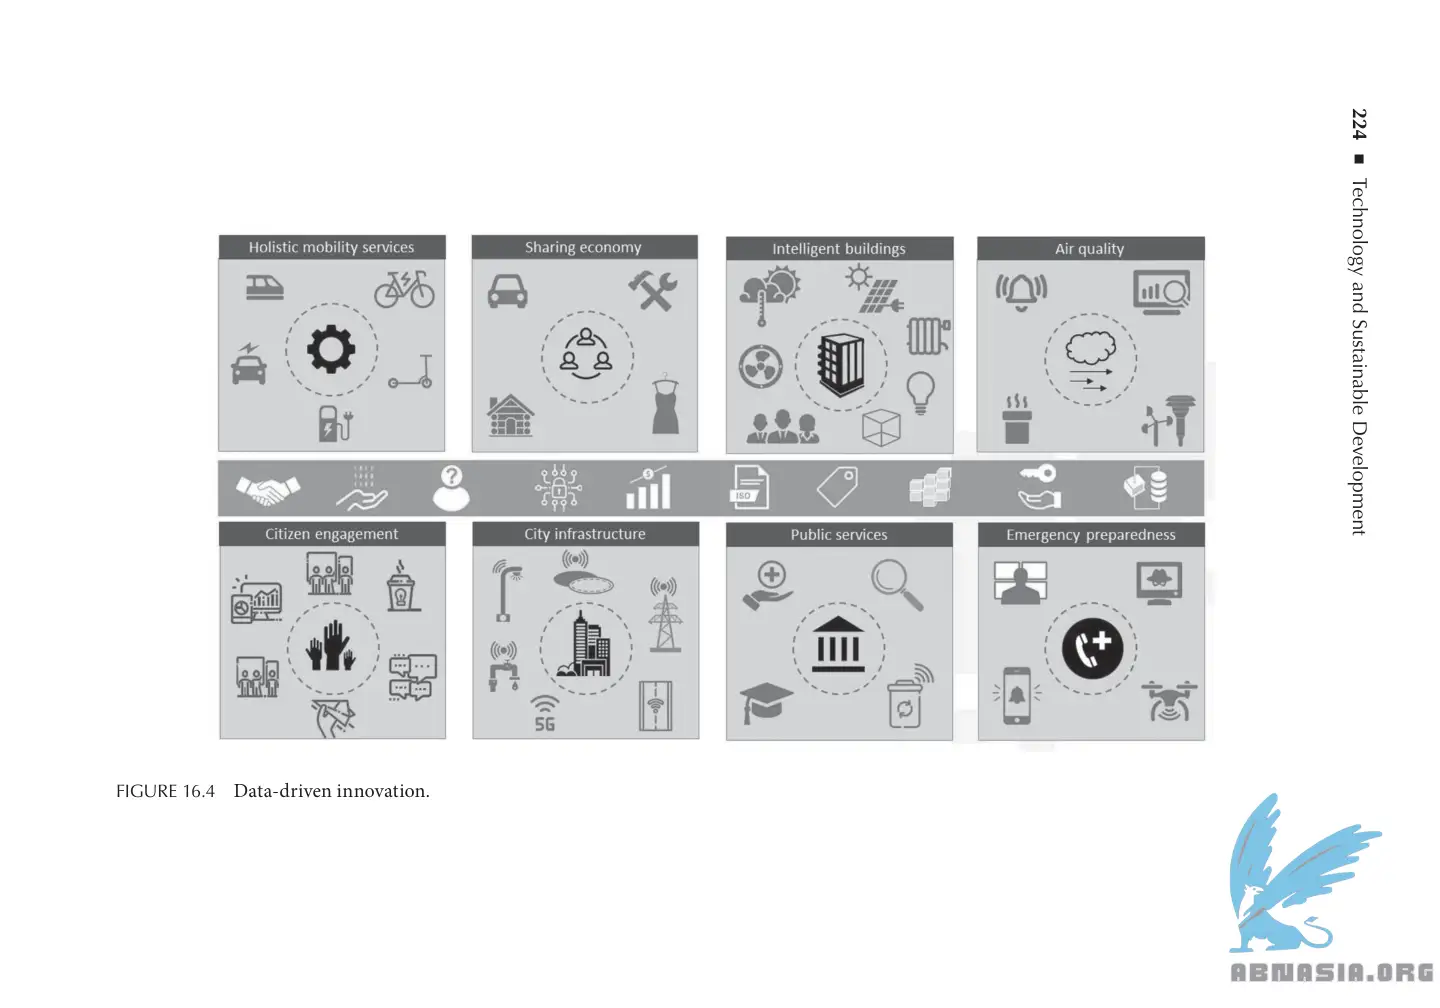 224 ■ Technology and Sustainable Development
Holistic mobility services
Sharing economy
Intelligent buildings
Air quality
?
$
ISO
Citizen engagement
City infrastructure
Public services
Emergency preparedness
5G
FIGURE 16.4 Data-driven innovation.
ABNASIA.ORG